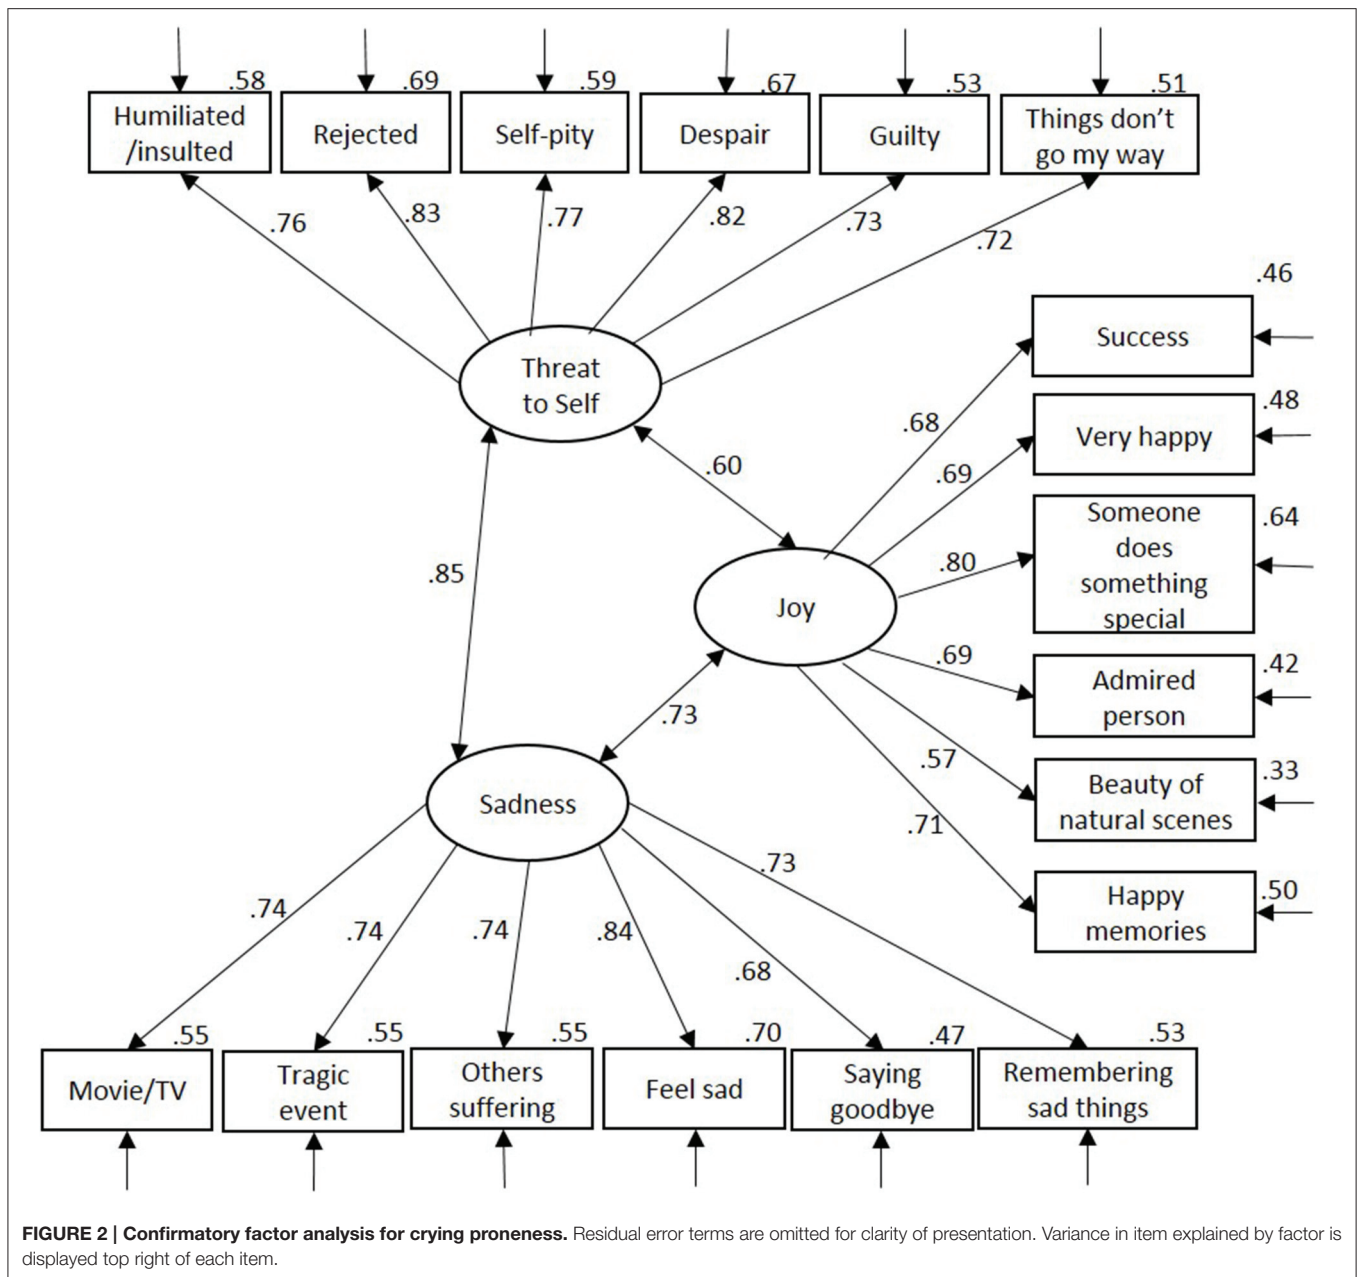 .58
.69
.59
.67
.53
.51
Humiliated
/insulted
Rejected
Self-pity
Despair
Guilty
Things don't
go my way
.76
.83
.77
.82
.73
.72
.46
Success
Threat
to Self
.68
.48
Very happy
.60
.69
Someone
does
something
special
.64
.85
.80
Joy
.69
.42
Admired
person
.73
.57
.33
Beauty of
natural scenes
Sadness
.71
.73
.50
Happy
memories
.74
.74
.74
.84
.68
.55
.55
.55
.70
.47
.53
Movie/TV
Tragic
event
Others
suffering
Feel sad
Saying
goodbye
Remembering
sad things
FIGURE 2 | Confirmatory factor analysis for crying proneness. Residual error terms are omitted for clarity of presentation. Variance in item explained by factor is
displayed top right of each item.